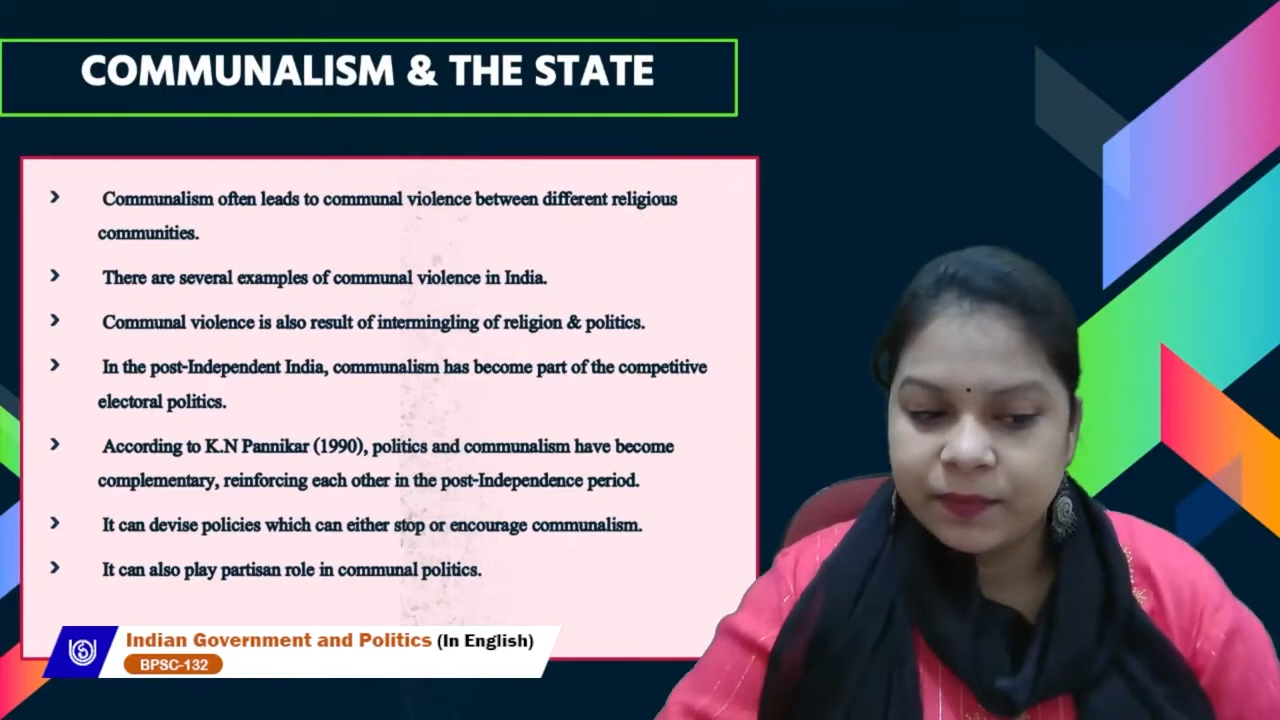 COMMUNALISM & THE STATE
› Communalism often leads to communal violence between different religious
communities.
› There are several examples of communal violence in India.
› Communal violence is also result of intermingling of religion & politics.
› In the post-Independent India, communalism has become part of the competitive
electoral politics.
› According to K.N Pannikar (1990), politics and communalism have become
complementary, reinforcing each other in the post-Independence period.
› It can devise policies which can either stop or encourage communalism.
› It can also play partisan role in communal politics.
Indian Government and Politics (In English)
BPSC-132